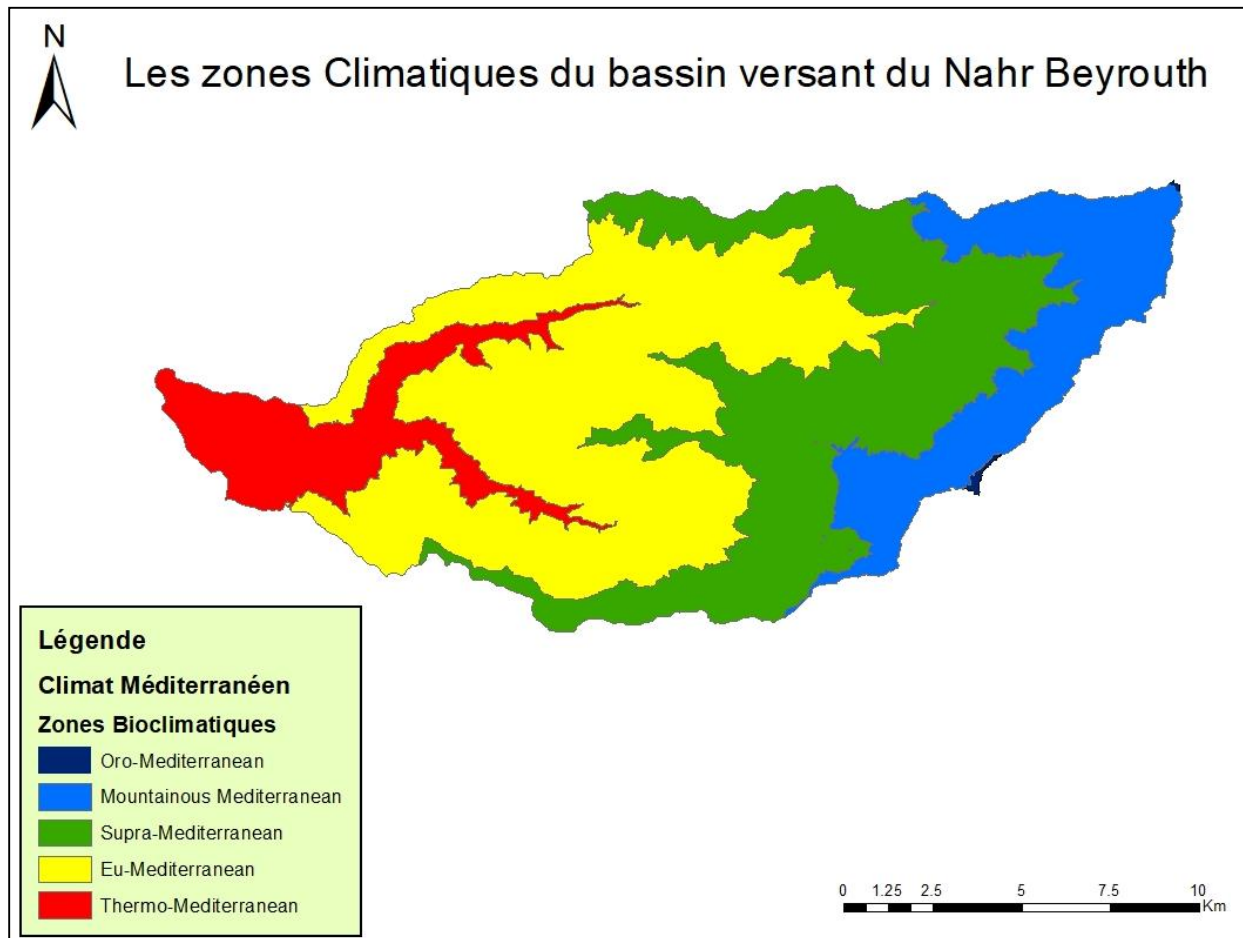 N
Les zones Climatiques du bassin versant du Nahr Beyrouth
Légende
Climat Méditerranéen
Zones Bioclimatiques
Oro-Mediterranean
Mountainous Mediterranean
Supra-Mediterranean
Eu-Mediterranean
Thermo-Mediterranean
0 1.25 2.5 5 7.5 10
Km